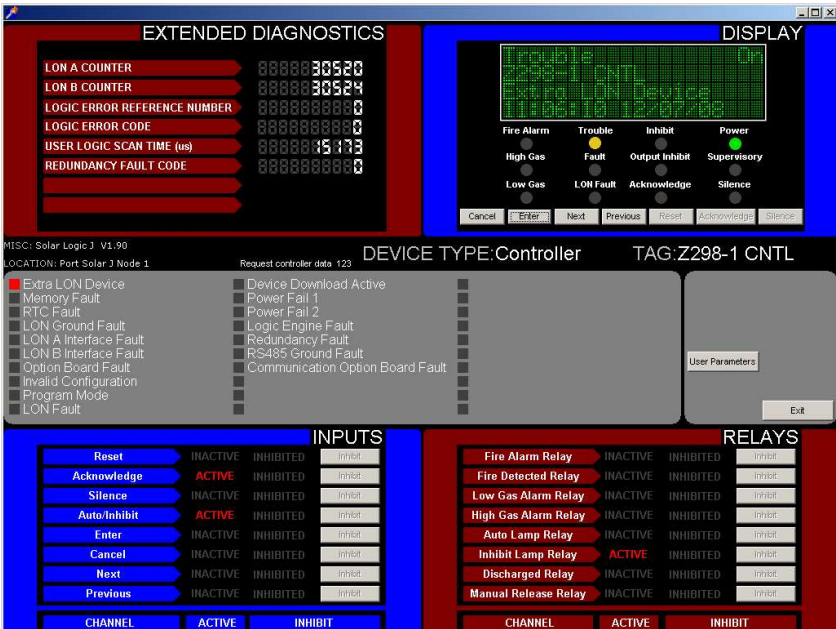 EXTENDED DIAGNOSTICS
LON A COUNTER 30520
LON B COUNTER 30524
LOGIC ERROR REFERENCE NUMBER 0
LOGIC ERROR CODE 0
USER LOGIC SCAN TIME (us) 15173
REDUNDANCY FAULT CODE 0
DISPLAY
Trouble On
Z298-1 CNTL
Extra LON Device
11:06:10 12/07/08
Fire Alarm Trouble Inhibit Power
High Gas Fault Output Inhibit Supervisory
Low Gas LON Fault Acknowledge Silence
Cancel Enter Next Previous Reset Acknowledge Silence
MISC: Solar Logic J V1.90
LOCATION: Port Solar J Node 1 Request controller data 123 DEVICE TYPE:Controller TAG:Z298-1 CNTL
Extra LON Device Device Download Active
Memory Fault Power Fail 1
RTC Fault Power Fail 2
LON Ground Fault Logic Engine Fault
LON A Interface Fault Redundancy Fault
LON B Interface Fault RS485 Ground Fault
Option Board Fault Communication Option Board Fault
Invalid Configuration
Program Mode
LON Fault
User Parameters
Exit
INPUTS
Reset INACTIVE INHIBITED Inhibit
Acknowledge ACTIVE INHIBITED Inhibit
Silence INACTIVE INHIBITED Inhibit
Auto/Inhibit ACTIVE INHIBITED Inhibit
Enter INACTIVE INHIBITED Inhibit
Cancel INACTIVE INHIBITED Inhibit
Next INACTIVE INHIBITED Inhibit
Previous INACTIVE INHIBITED Inhibit
CHANNEL ACTIVE INHIBIT
RELAYS
Fire Alarm Relay INACTIVE INHIBITED Inhibit
Fire Detected Relay INACTIVE INHIBITED Inhibit
Low Gas Alarm Relay INACTIVE INHIBITED Inhibit
High Gas Alarm Relay INACTIVE INHIBITED Inhibit
Auto Lamp Relay INACTIVE INHIBITED Inhibit
Inhibit Lamp Relay ACTIVE INHIBITED Inhibit
Discharged Relay INACTIVE INHIBITED Inhibit
Manual Release Relay INACTIVE INHIBITED Inhibit
CHANNEL ACTIVE INHIBIT